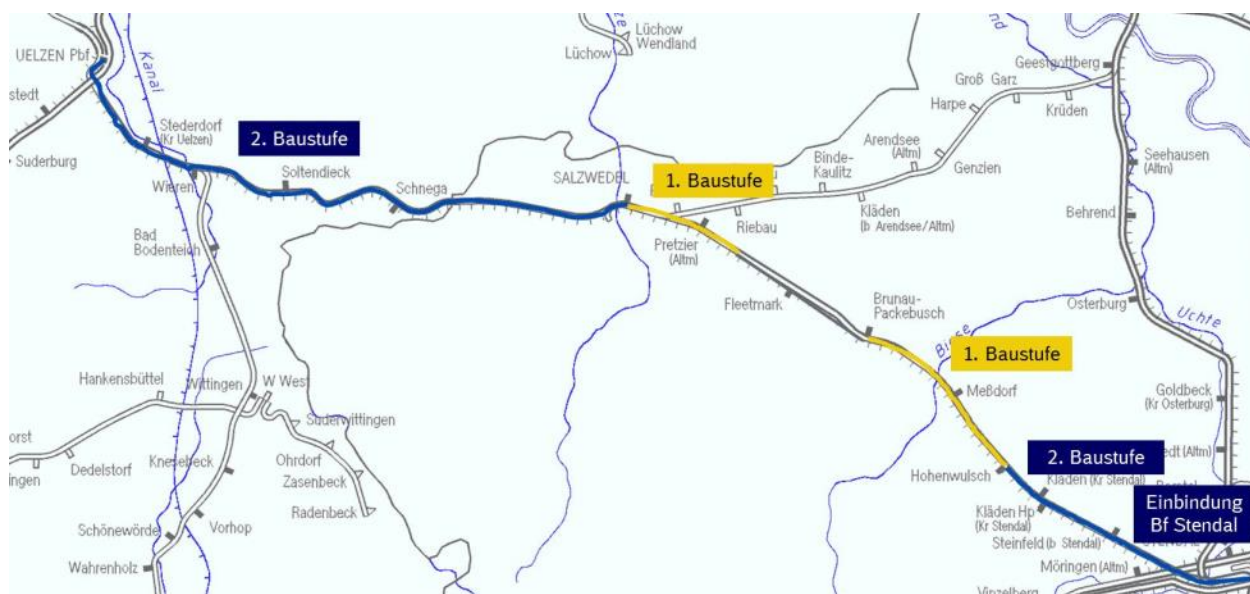 UELZEN Pbf
Kanal
Stederdorf
(Kr Uelzen)
Suderburg
Wieren
2. Baustufe
Soltendieck
Schnega
Lüchow
Wendland
Lüchow
SALZWEDEL
1. Baustufe
Binde-
Kaulitz
Arendsee
(Altm)
Genzien
Harpe
Groß Garz
Krüden
Geestgottberg
Seehausen
(Altm)
Behrend
Riebau
Kläden
(b Arendsee/Altm)
Pretzier
(Altm)
Fleetmark
Brunau-
Packebusch
Osterburg
Uchte
Bad
Bodenteich
1. Baustufe
Meßdorf
Goldbeck
(Kr Osterburg)
Hankensbüttel
Wittingen
W West
Suderwittingen
Ohrdorf
Zasenbeck
Radenbeck
Knesebeck
Dedelstorf
Schönewörde
Vorhop
Wahrenholz
Hohenwulsch
2. Baustufe
Kläden (Kr Stendal)
Kläden Hp
(Kr Stendal)
Steinfeld (b Stendal)
Einbindung
Bf Stendal
Möringen (Altm)
Vinzelberg